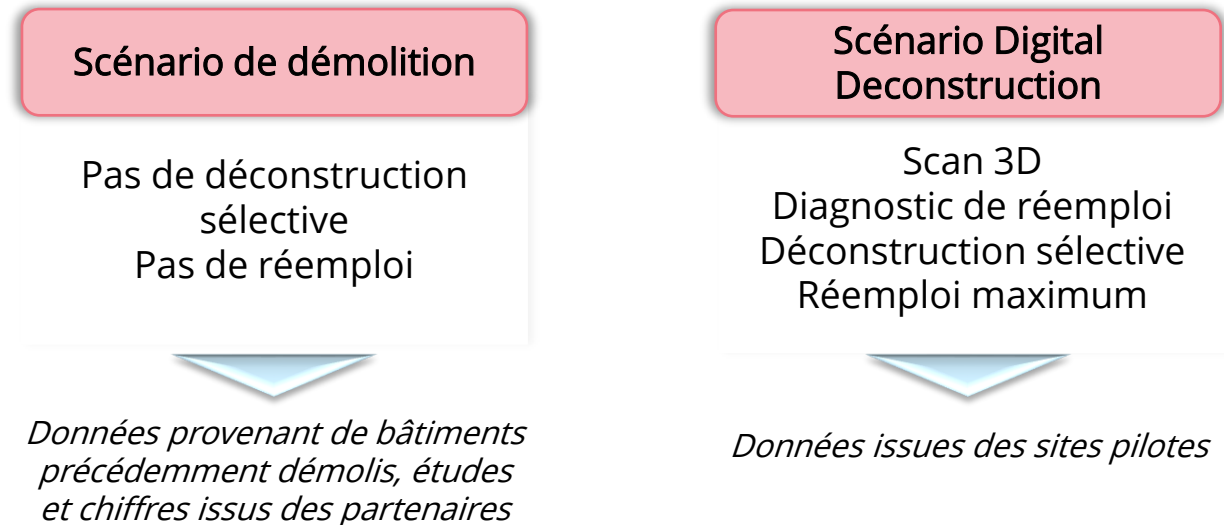 Scénario de démolition
Pas de déconstruction
sélective
Pas de réemploi
Données provenant de bâtiments
précédemment démolis, études
et chiffres issus des partenaires
Scénario Digital
Deconstruction
Scan 3D
Diagnostic de réemploi
Déconstruction sélective
Réemploi maximum
Données issues des sites pilotes